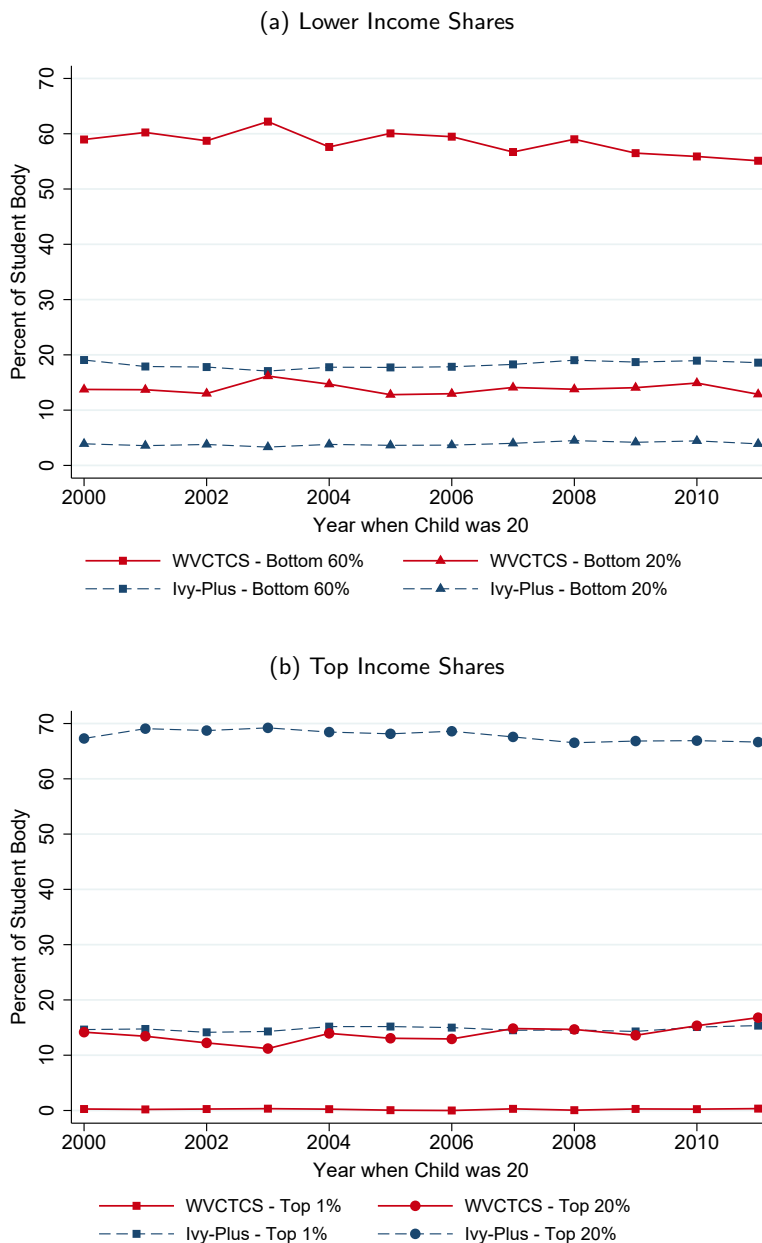 (a) Lower Income Shares
Percent of Student Body
70
60
50
40
30
20
10
0
2000 2002 2004 2006 2008 2010
Year when Child was 20
WVCTCS - Bottom 60% WVCTCS - Bottom 20%
Ivy-Plus - Bottom 60% Ivy-Plus - Bottom 20%
(b) Top Income Shares
Percent of Student Body
70
60
50
40
30
20
10
0
2000 2002 2004 2006 2008 2010
Year when Child was 20
WVCTCS - Top 1% WVCTCS - Top 20%
Ivy-Plus - Top 1% Ivy-Plus - Top 20%